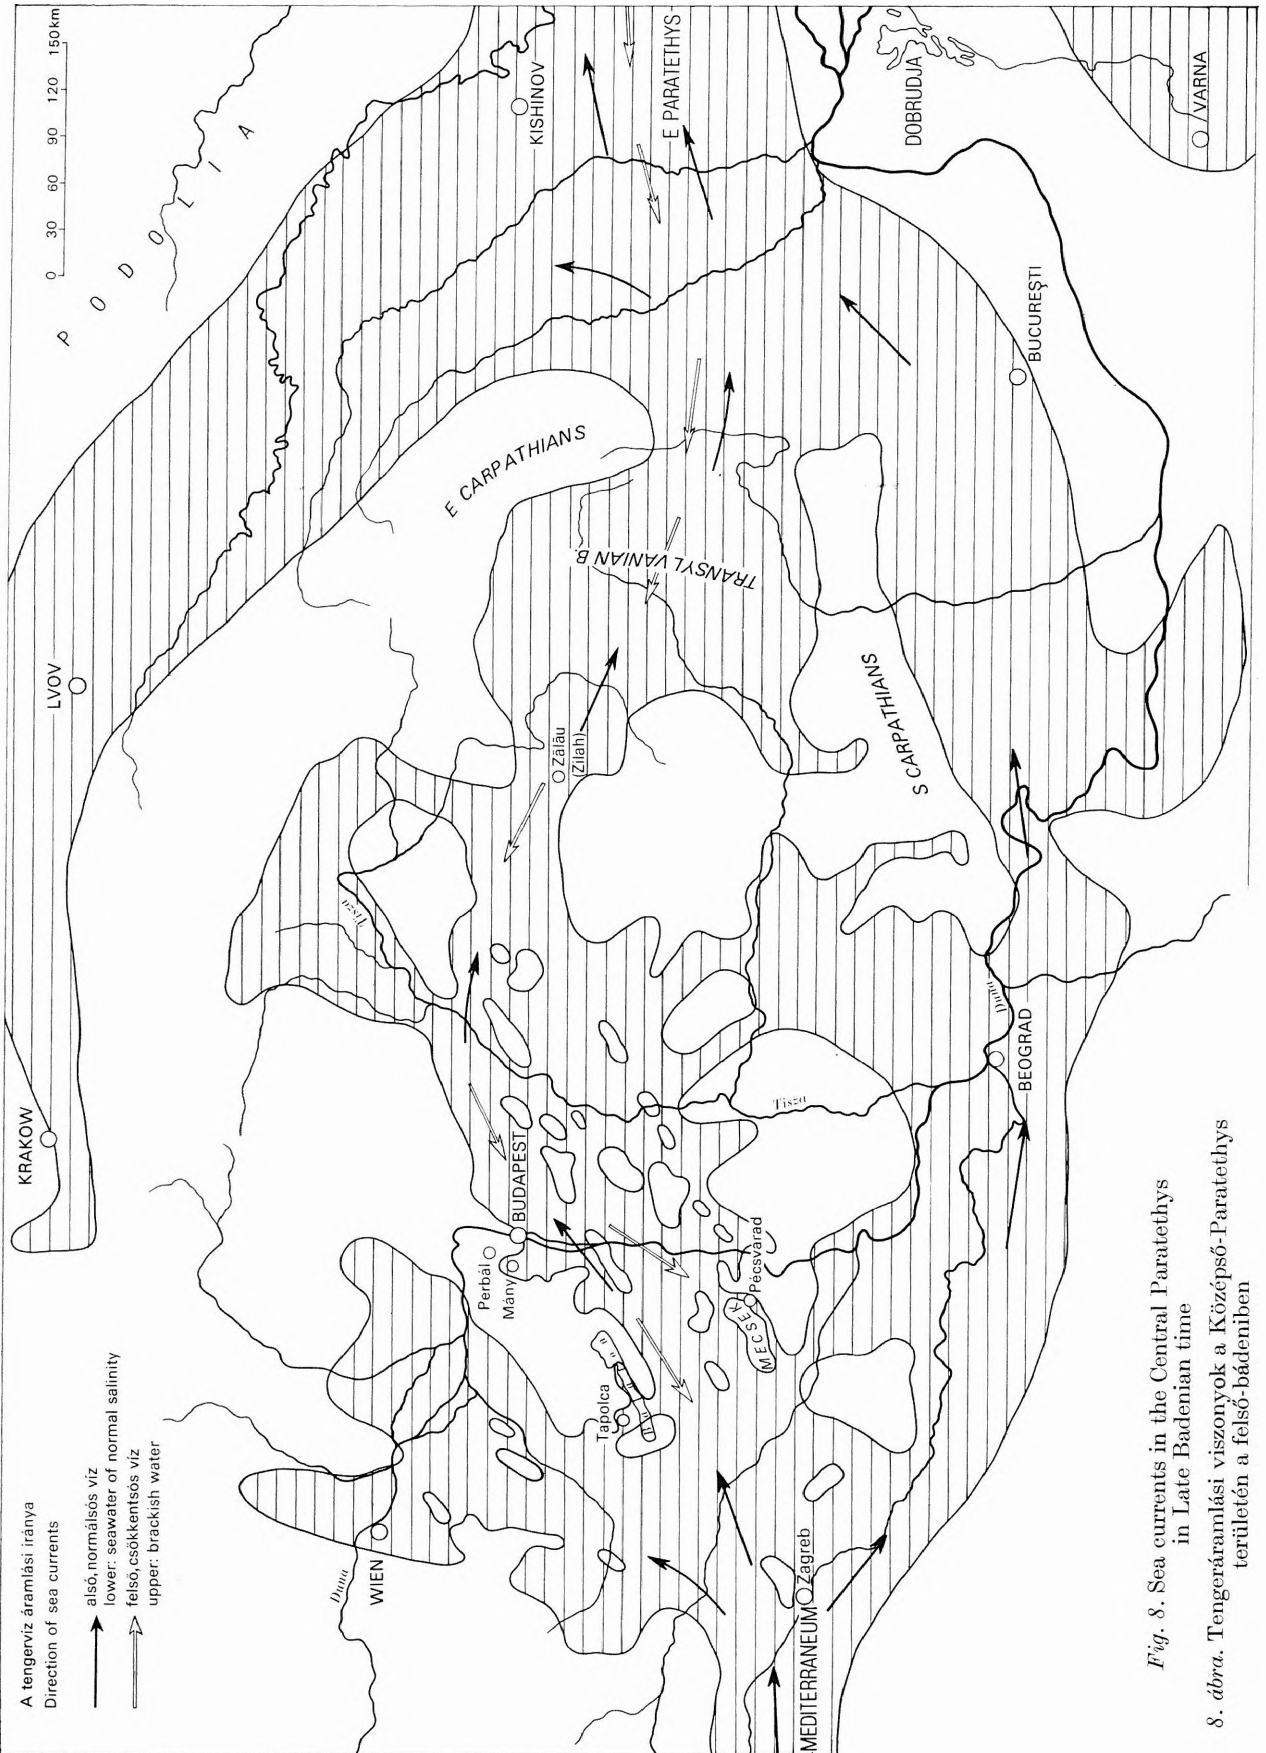 A tengervíz áramlási iránya
Direction of sea currents
alsó, normálsós víz
lower: seawater of normal salinity
felső, csökkentsós víz
upper: brackish water
0 30 60 90 120 150km
PODOLIA
KRAKOW
LVOV
KISHINOV
E PARATETHYS
DOBRUDJA
VARNA
BUCUREŞTI
E CARPATHIANS
TRANSYLVANIAN B.
S CARPATHIANS
Zălău
(Zilah)
Tisza
Tisza
Duna
WIEN
Perbál
Mány
BUDAPEST
Tapolca
MECSEK
Pécsvárad
Duna
BEOGRAD
Zagreb
MEDITERRANEUM
Fig. 8. Sea currents in the Central Paratethys
in Late Badenian time
8. ábra. Tengeráramlási viszonyok a Középső-Paratethys
területén a felső-bádeniben